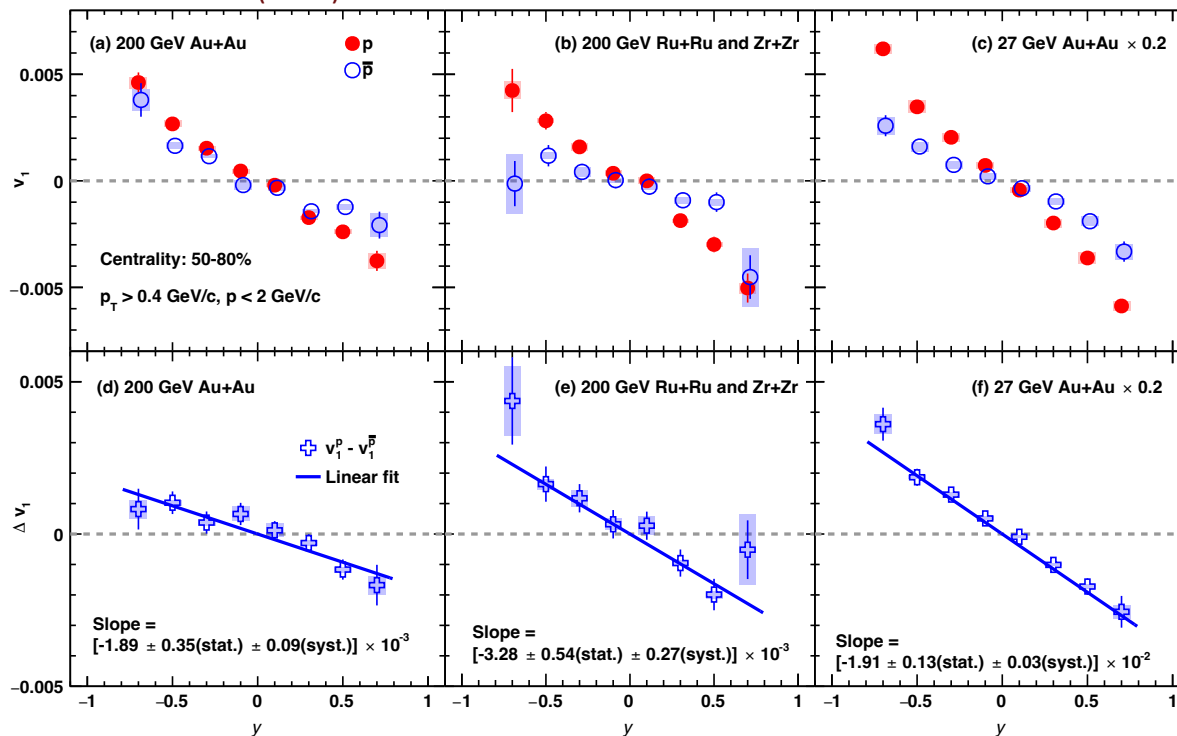 (a) 200 GeV Au+Au
p
p̅
Centrality: 50-80%
p_T > 0.4 GeV/c, p < 2 GeV/c
(b) 200 GeV Ru+Ru and Zr+Zr
(c) 27 GeV Au+Au × 0.2
v_1
0.005
0
−0.005
(d) 200 GeV Au+Au
v_1^p - v_1^p̅
Linear fit
Slope =
[-1.89 ± 0.35(stat.) ± 0.09(syst.)] × 10^-3
(e) 200 GeV Ru+Ru and Zr+Zr
Slope =
[-3.28 ± 0.54(stat.) ± 0.27(syst.)] × 10^-3
(f) 27 GeV Au+Au × 0.2
Slope =
[-1.91 ± 0.13(stat.) ± 0.03(syst.)] × 10^-2
Δ v_1
0.005
0
−0.005
−1 −0.5 0 0.5 1
−1 −0.5 0 0.5 1
−1 −0.5 0 0.5 1
y
y
y